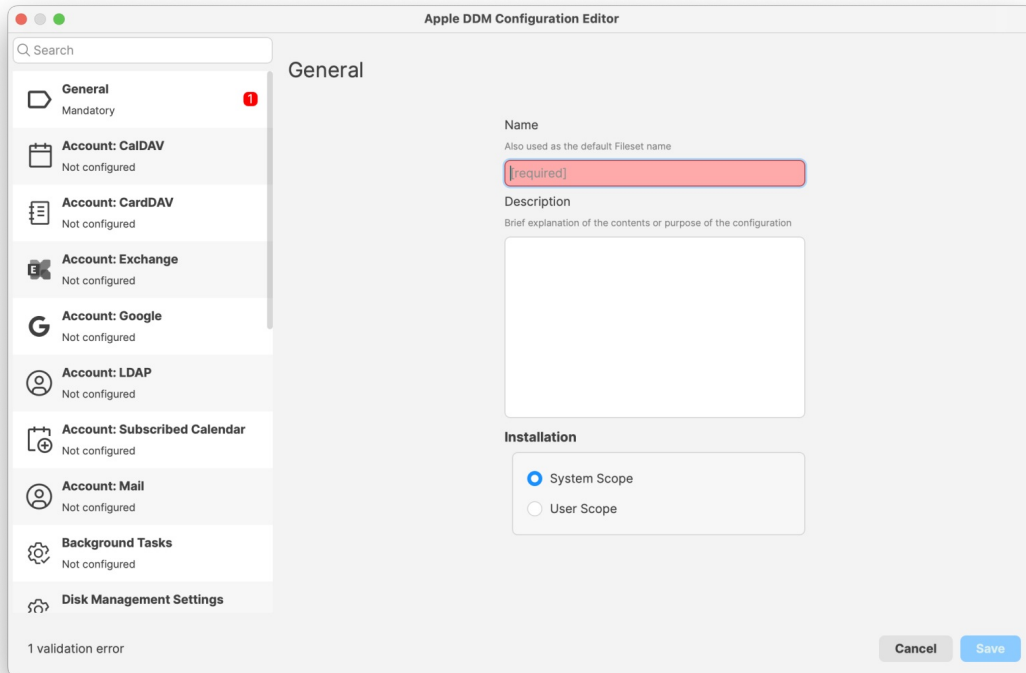 Apple DDM Configuration Editor
Search
General
Mandatory
1
Account: CalDAV
Not configured
Account: CardDAV
Not configured
Account: Exchange
Not configured
Account: Google
Not configured
Account: LDAP
Not configured
Account: Subscribed Calendar
Not configured
Account: Mail
Not configured
Background Tasks
Not configured
Disk Management Settings
General
Name
Also used as the default Fileset name
[required]
Description
Brief explanation of the contents or purpose of the configuration
Installation
System Scope
User Scope
1 validation error
Cancel
Save